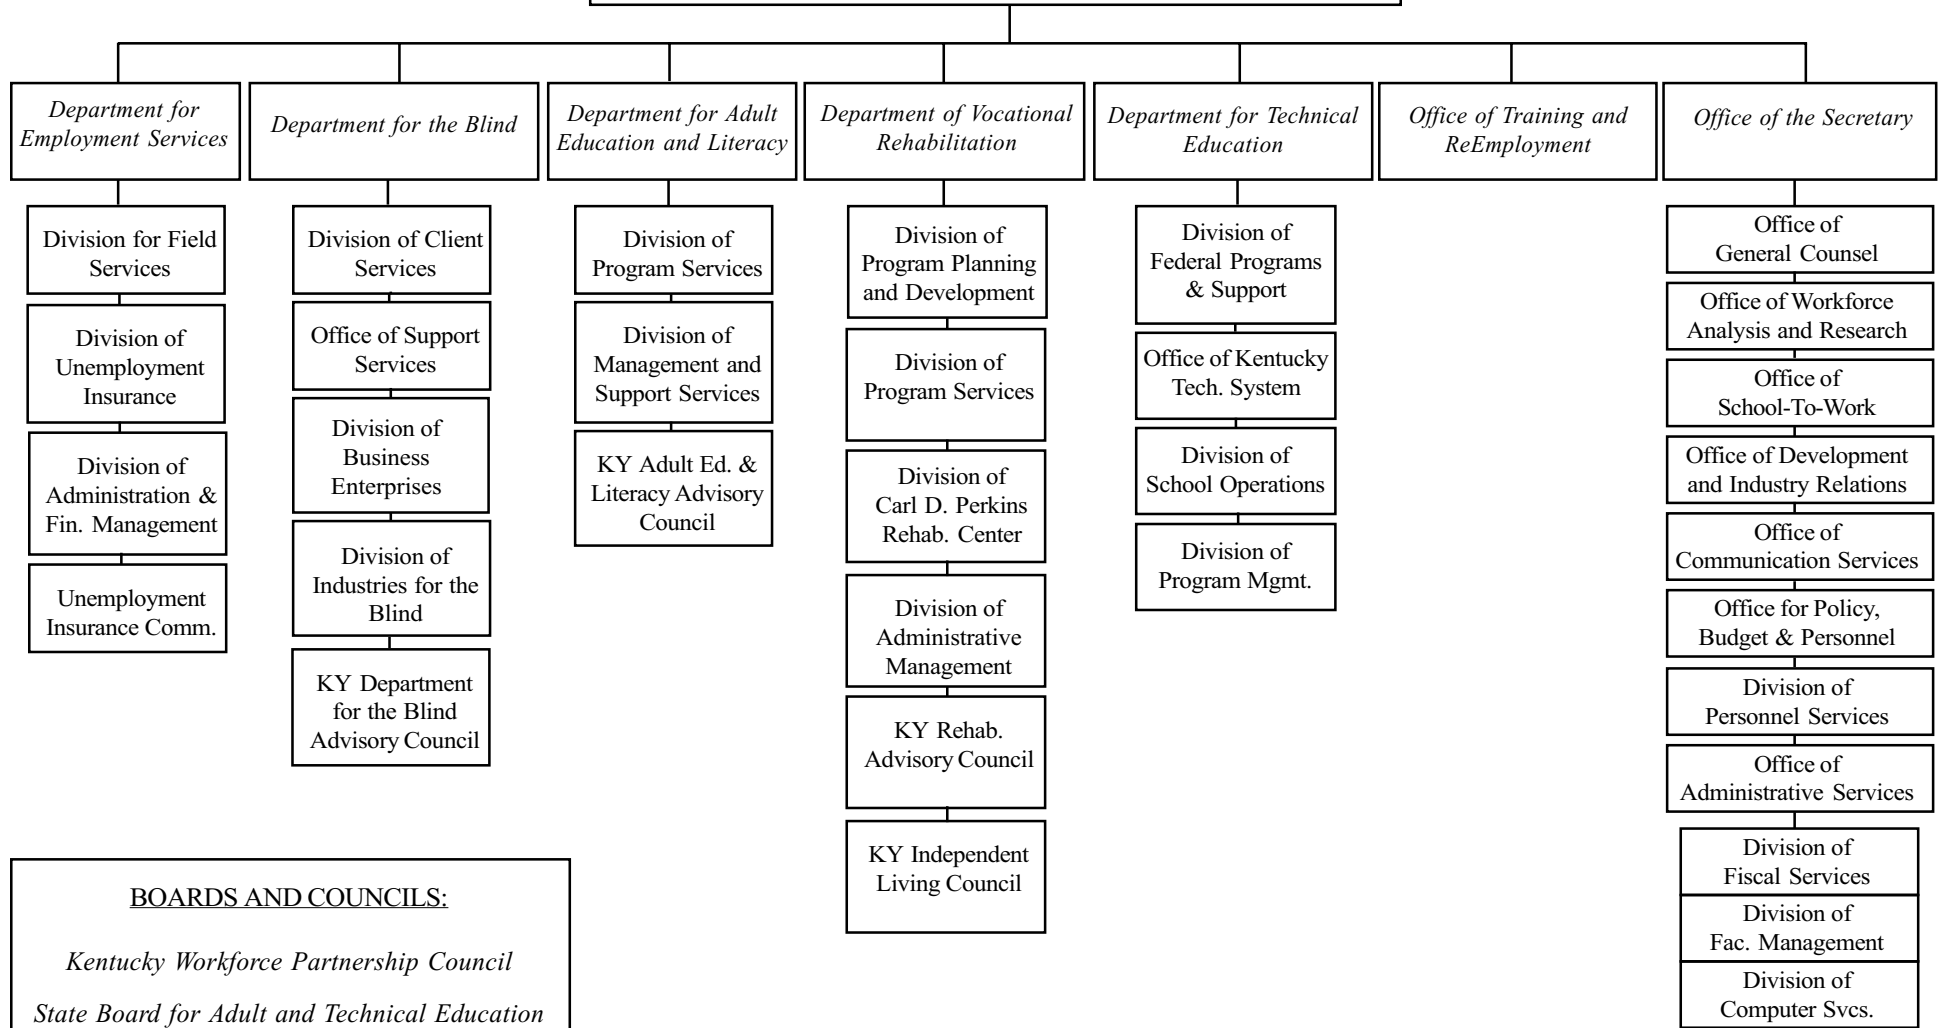 Department for
Employment Services
Department for the Blind
Department for Adult
Education and Literacy
Department of Vocational
Rehabilitation
Department for Technical
Education
Office of Training and
ReEmployment
Office of the Secretary
Division for Field
Services
Division of
Unemployment
Insurance
Division of
Administration &
Fin. Management
Unemployment
Insurance Comm.
Division of Client
Services
Office of Support
Services
Division of
Business
Enterprises
Division of
Industries for the
Blind
KY Department
for the Blind
Advisory Council
Division of
Program Services
Division of
Management and
Support Services
KY Adult Ed. &
Literacy Advisory
Council
Division of
Program Planning
and Development
Division of
Program Services
Division of
Carl D. Perkins
Rehab. Center
Division of
Administrative
Management
KY Rehab.
Advisory Council
KY Independent
Living Council
Division of
Federal Programs
& Support
Office of Kentucky
Tech. System
Division of
School Operations
Division of
Program Mgmt.
Office of
General Counsel
Office of Workforce
Analysis and Research
Office of
School-To-Work
Office of Development
and Industry Relations
Office of
Communication Services
Office for Policy,
Budget & Personnel
Division of
Personnel Services
Office of
Administrative Services
Division of
Fiscal Services
Division of
Fac. Management
Division of
Computer Svcs.
BOARDS AND COUNCILS:
Kentucky Workforce Partnership Council
State Board for Adult and Technical Education